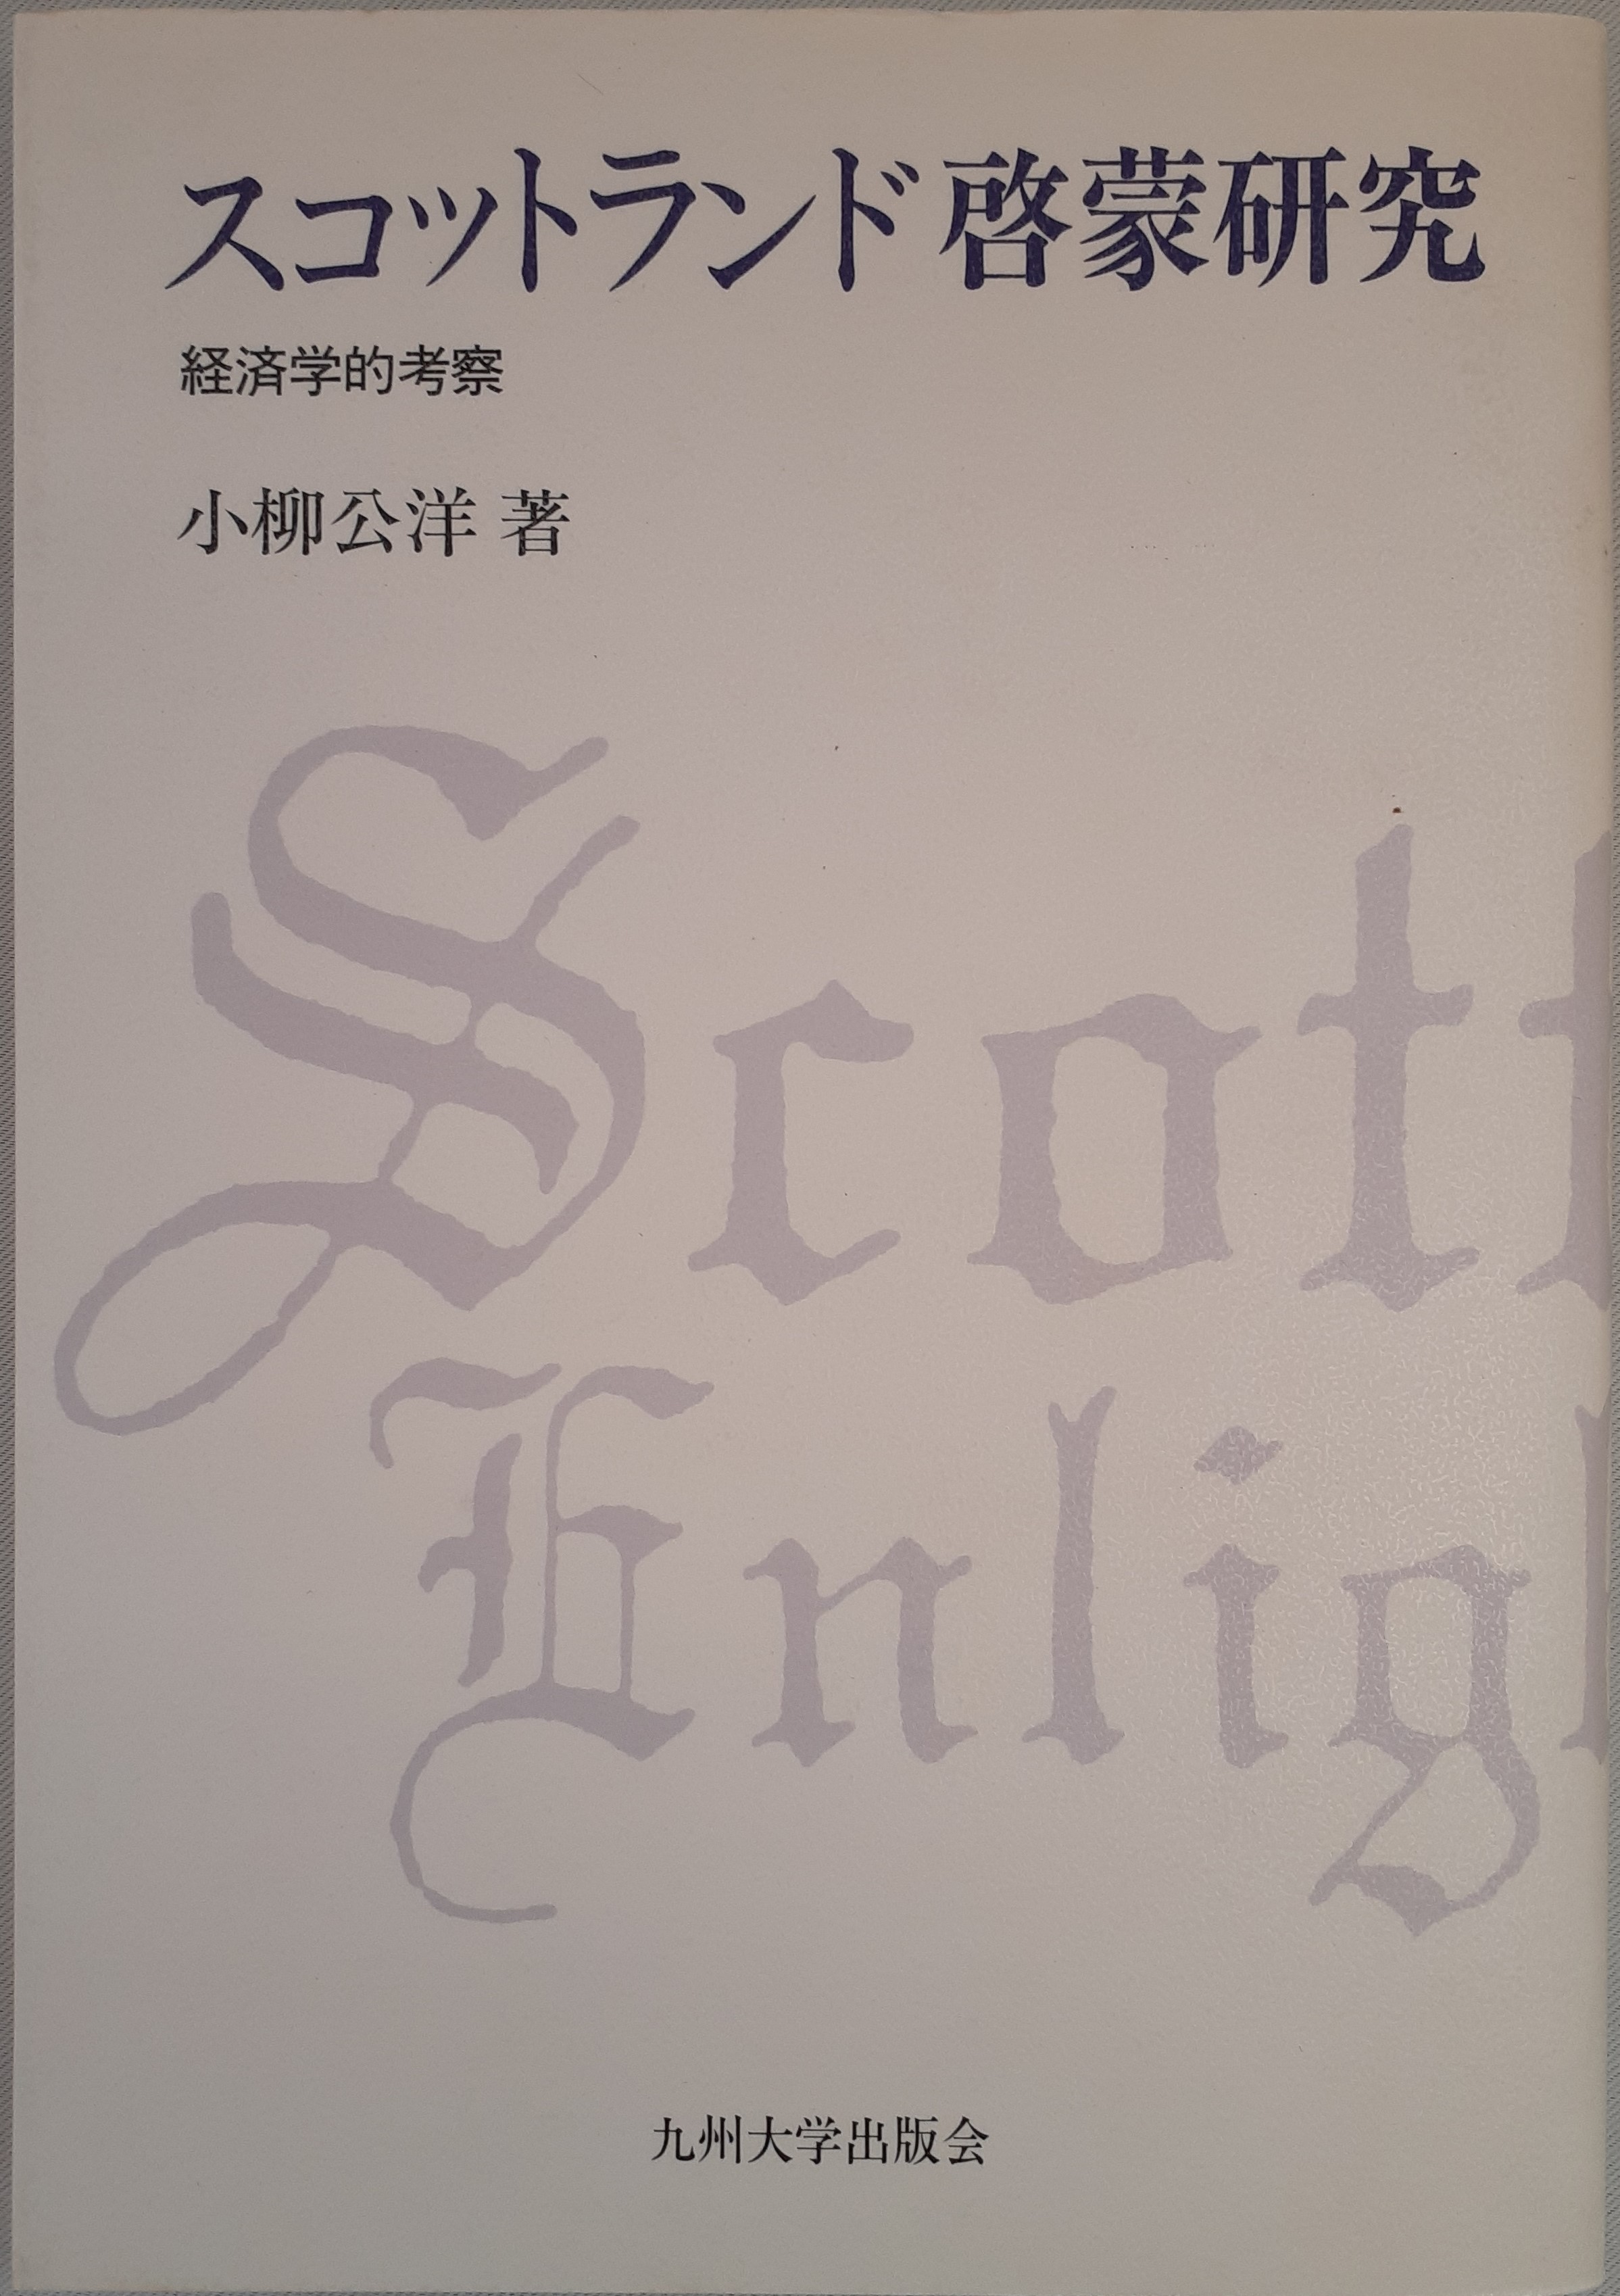 スコットランド啓蒙研究
経済学的考察
小柳公洋 著
Scott
Enlig
九州大学出版会